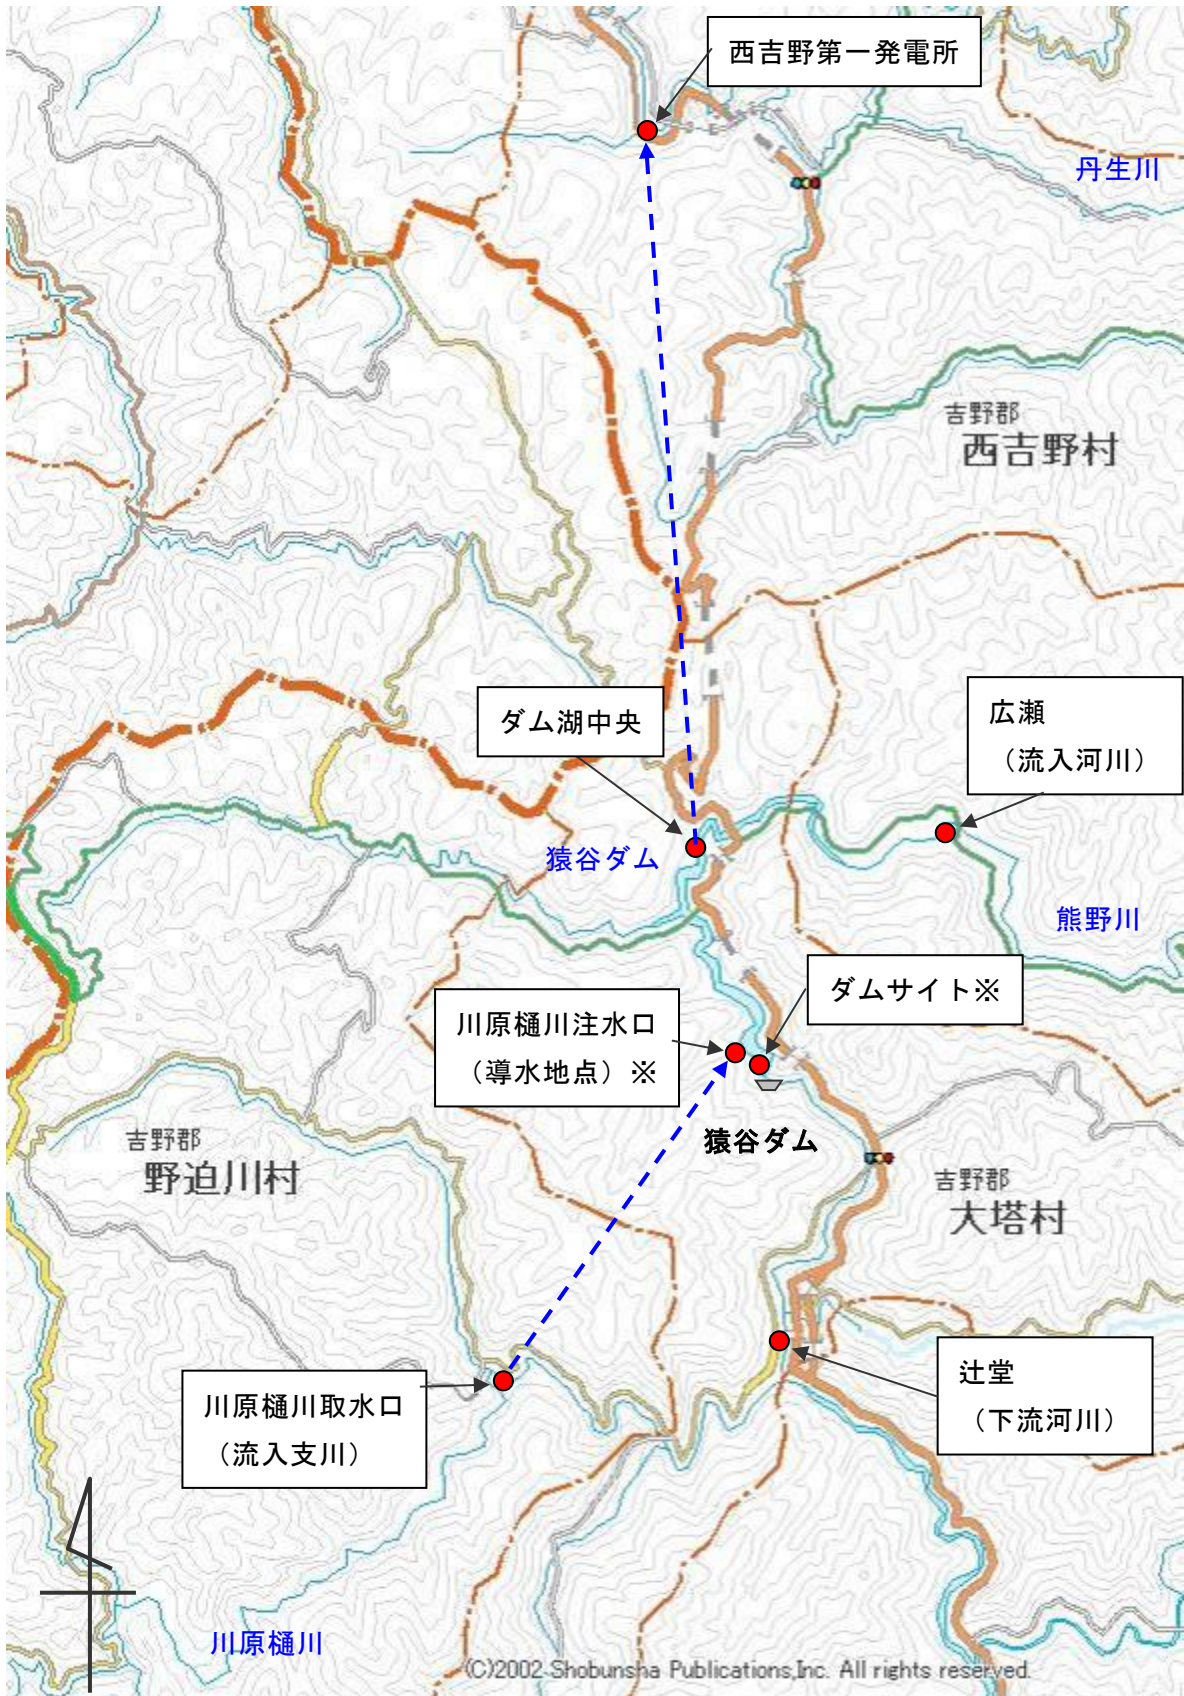 西吉野第一発電所
丹生川
吉野郡
西吉野村
ダム湖中央
広瀬
（流入河川）
猿谷ダム
熊野川
ダムサイト※
川原樋川注水口
（導水地点）※
猿谷ダム
吉野郡
野迫川村
吉野郡
大塔村
辻堂
（下流河川）
川原樋川取水口
（流入支川）
川原樋川
(C)2002 Shobunsha Publications,Inc. All rights reserved.